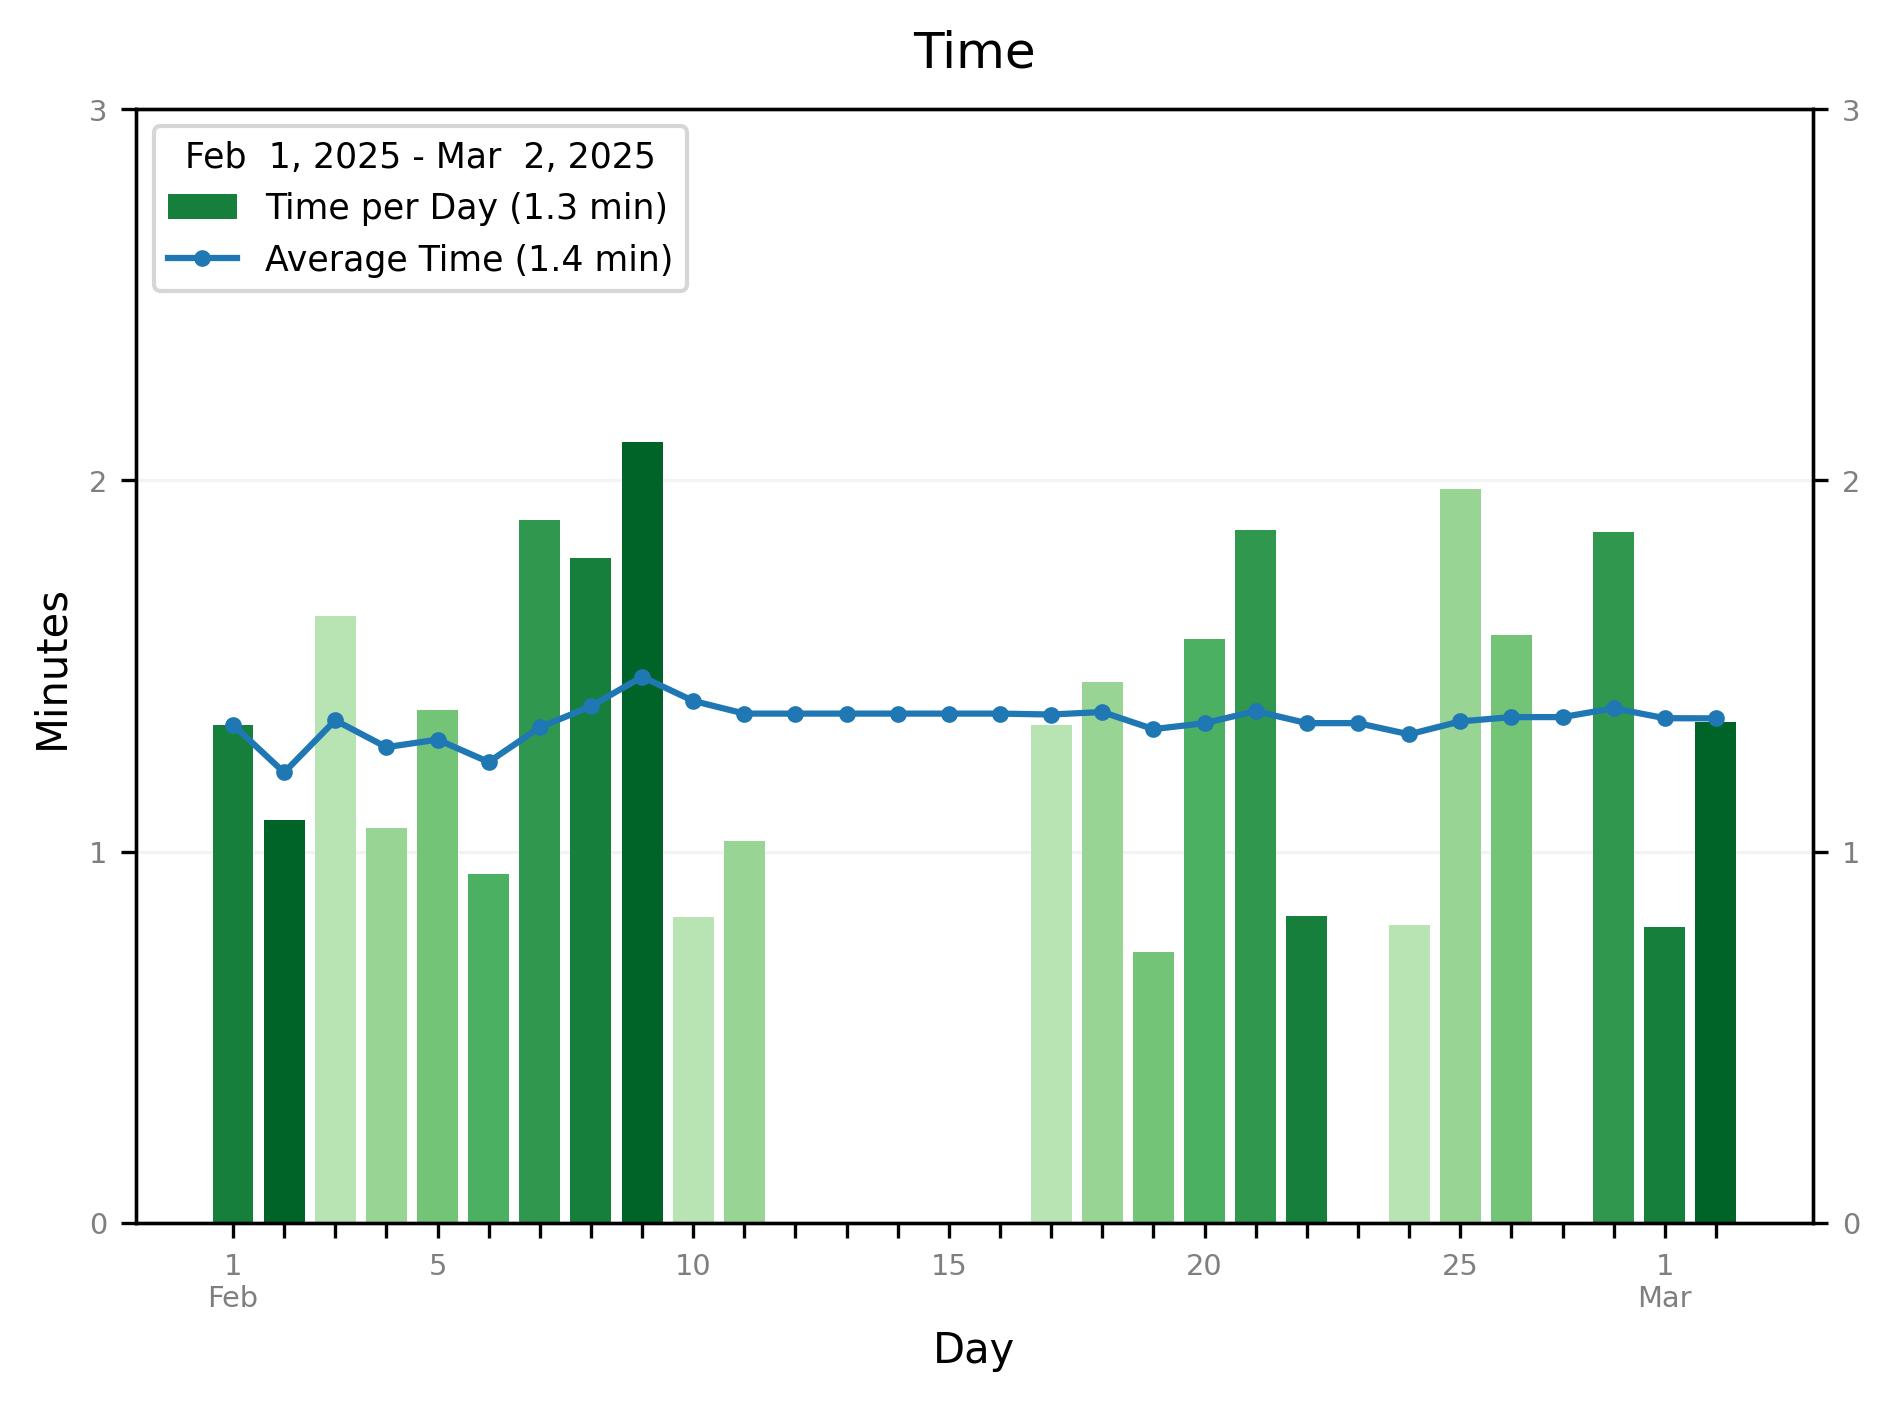 Time
Feb  1, 2025 - Mar  2, 2025
Time per Day (1.3 min)
Average Time (1.4 min)
Minutes
3
2
1
0
3
2
1
0
1 5 10 15 20 25 1
Feb Mar
Day